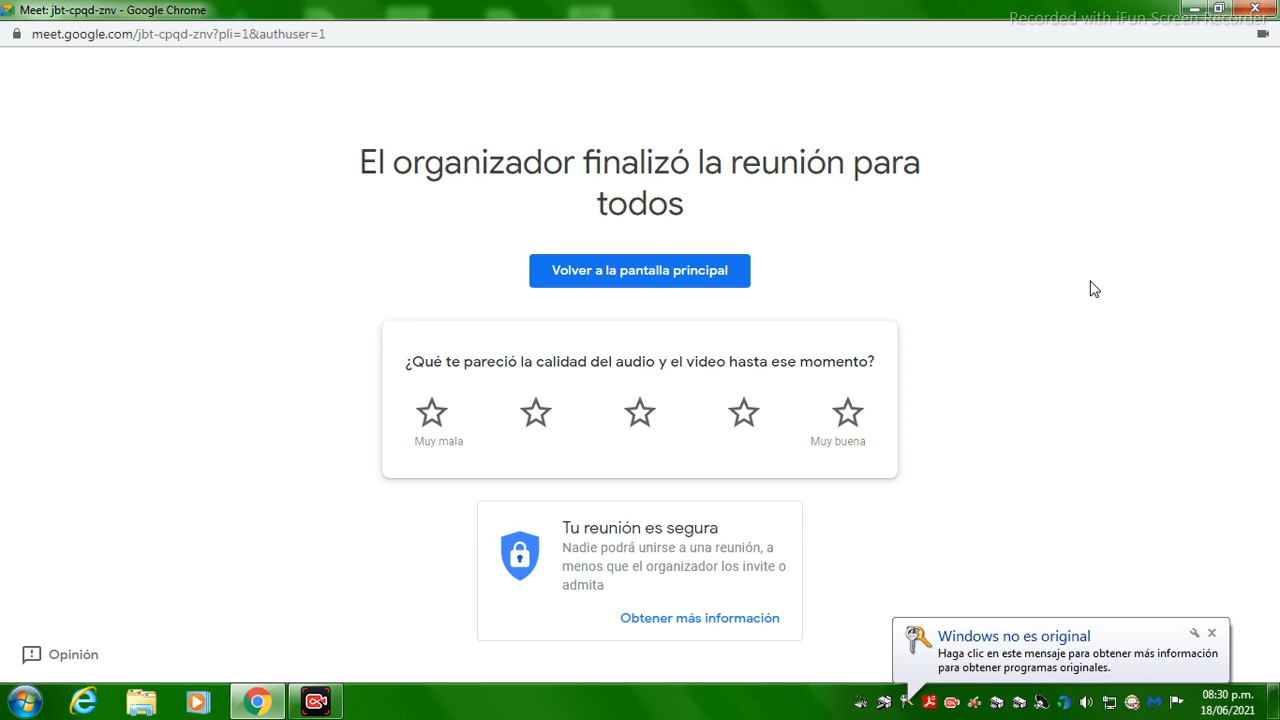 Meet: jbt-cpqd-znv - Google Chrome
Recorded with iFun Screen Recorder
meet.google.com/jbt-cpqd-znv?pli=1&authuser=1
El organizador finalizó la reunión para
todos
Volver a la pantalla principal
¿Qué te pareció la calidad del audio y el video hasta ese momento?
Muy mala
Muy buena
Tu reunión es segura
Nadie podrá unirse a una reunión, a
menos que el organizador los invite o
admita
Obtener más información
Opinión
Windows no es original
Haga clic en este mensaje para obtener más información
para obtener programas originales.
08:30 p.m.
18/06/2021